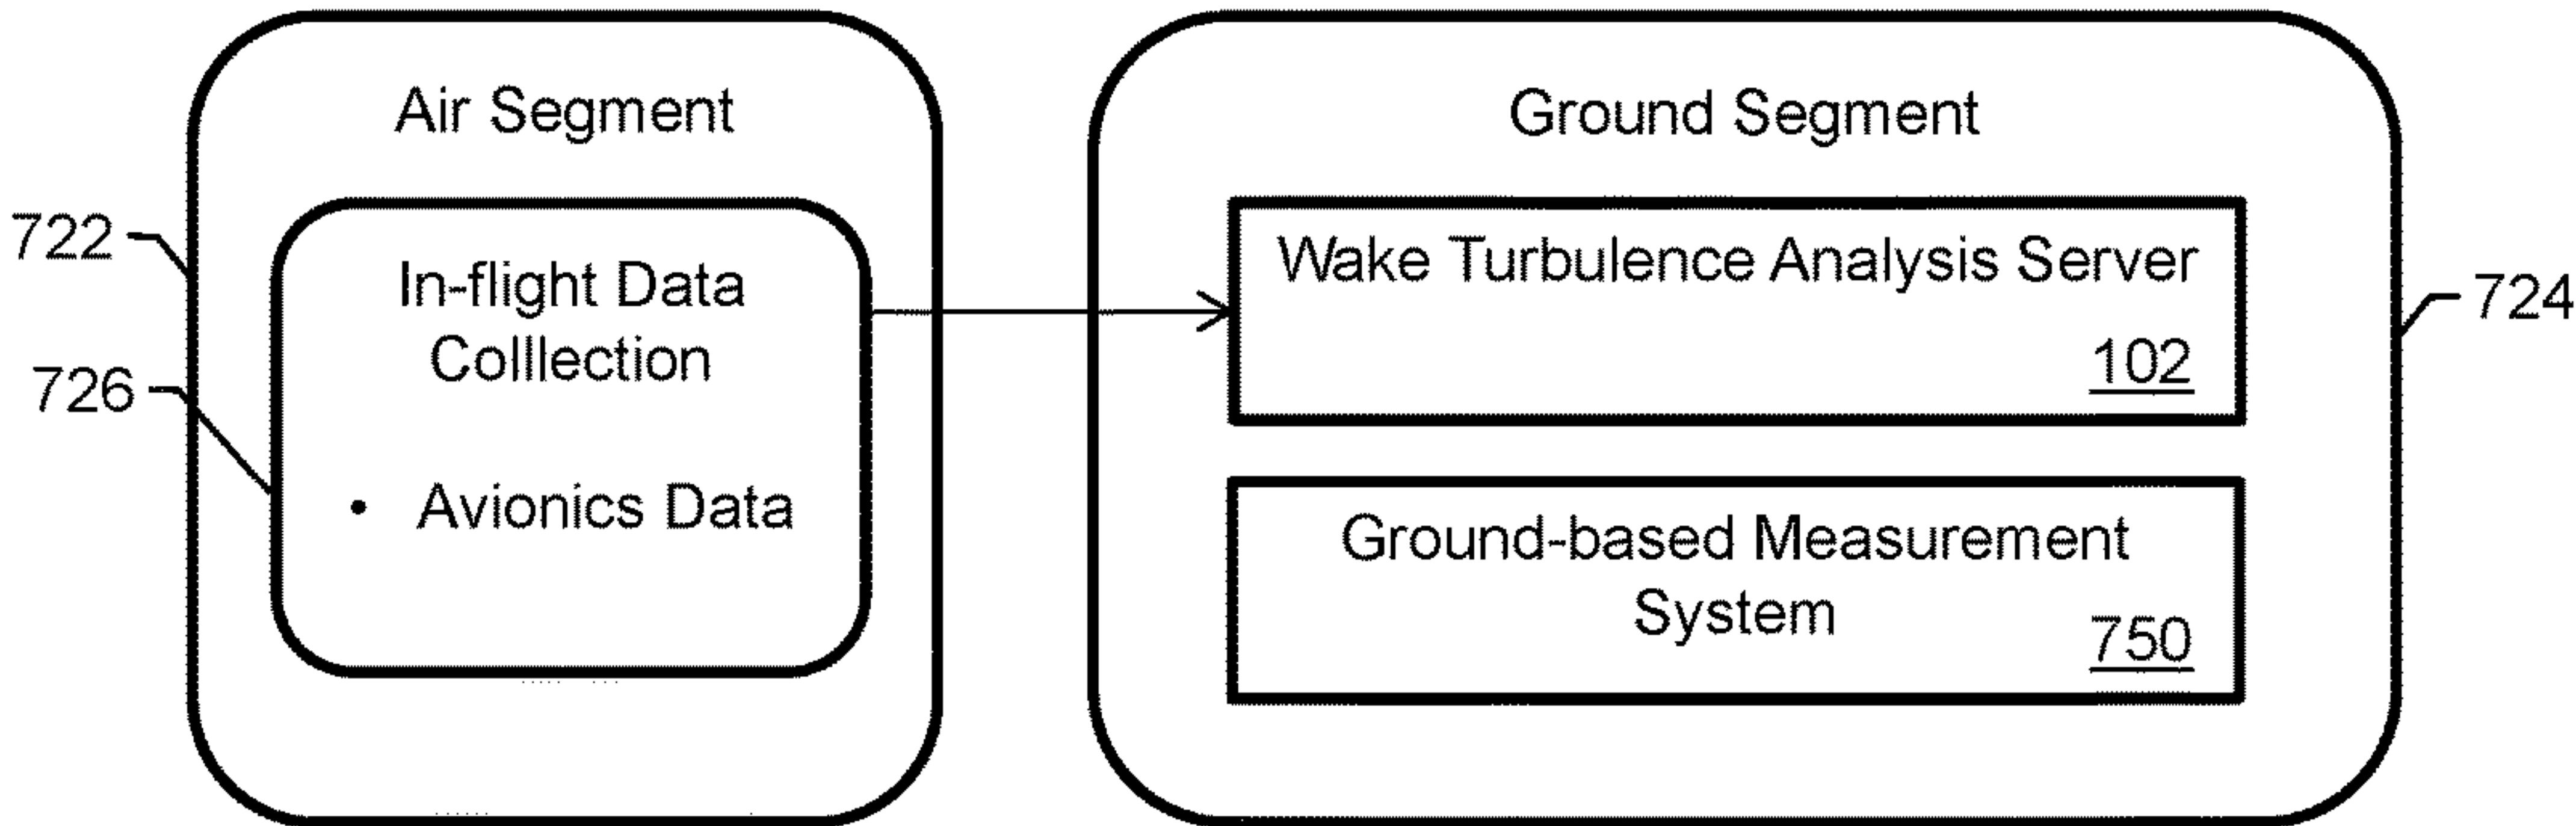 Air Segment
722
In-flight Data
Colllection
726
• Avionics Data
Ground Segment
Wake Turbulence Analysis Server
102
724
Ground-based Measurement
System
750